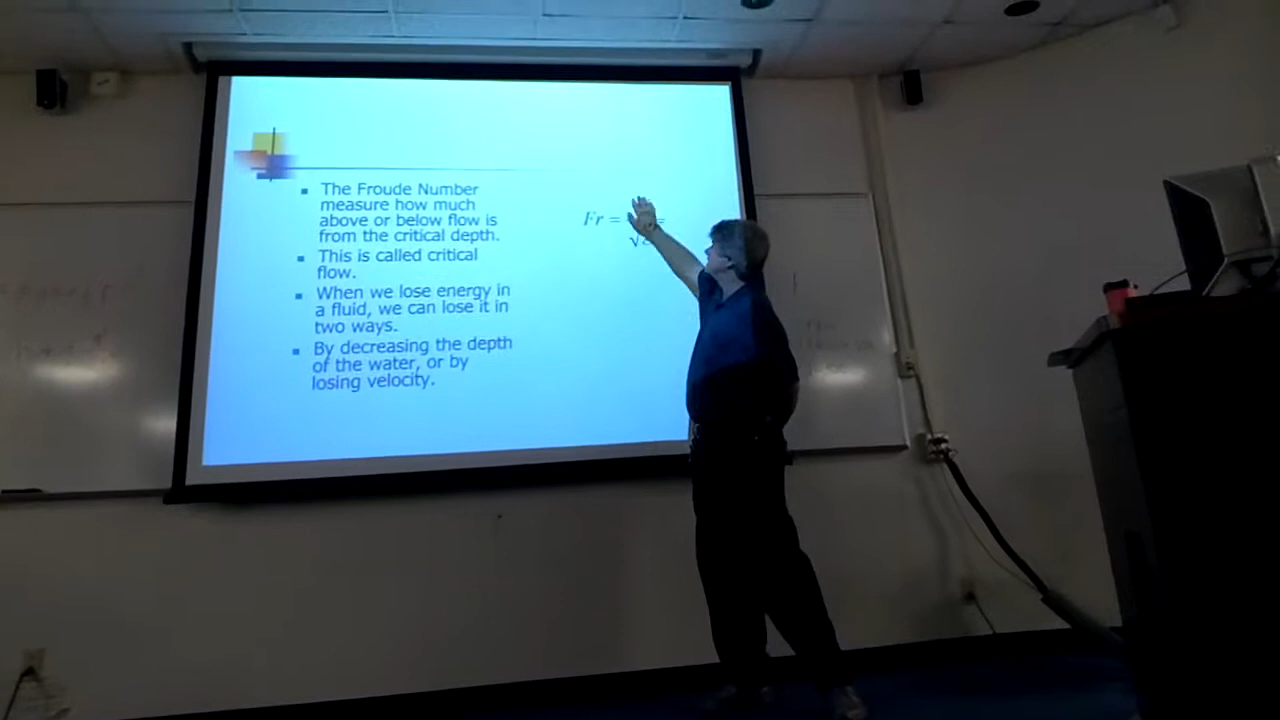 The Froude Number
measure how much
above or below flow is
from the critical depth.
This is called critical
flow.
When we lose energy in
a fluid, we can lose it in
two ways.
By decreasing the depth
of the water, or by
losing velocity.
Fr =
=
√